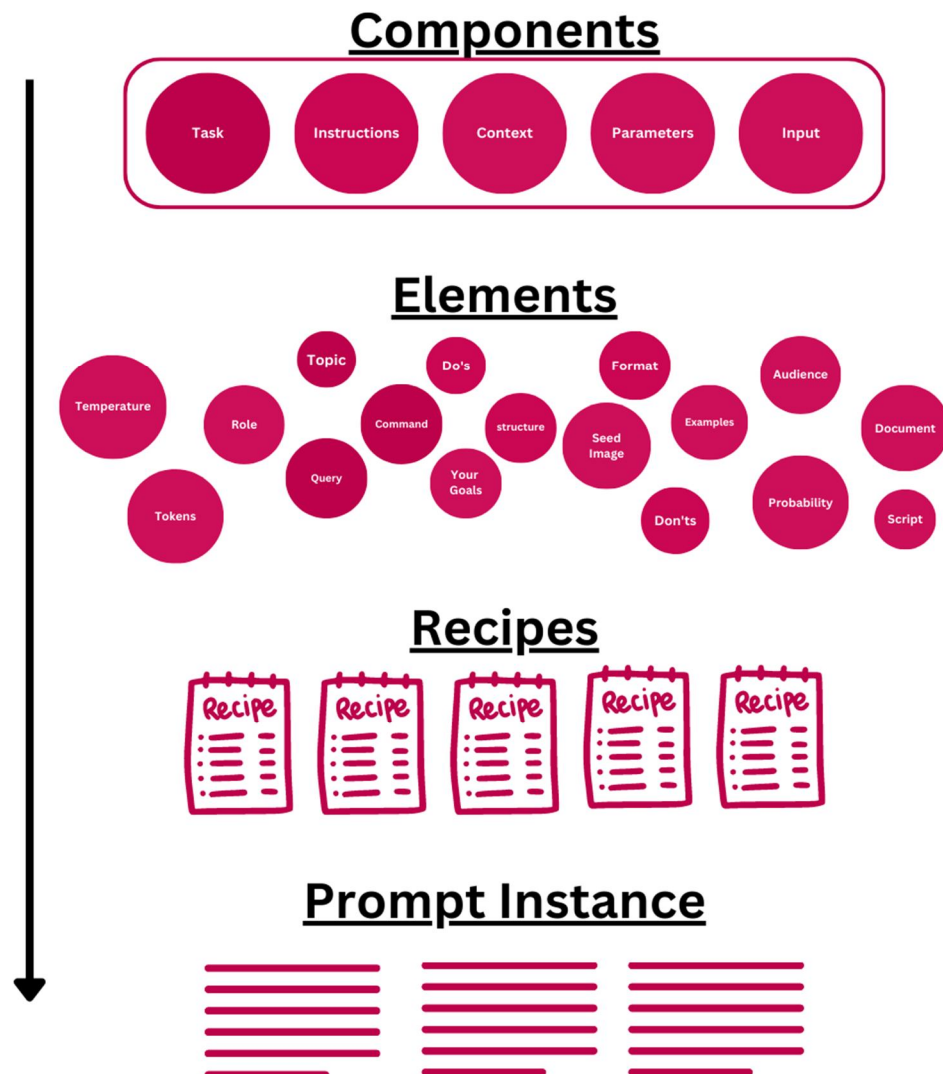 Components
Task
Instructions
Context
Parameters
Input
Elements
Temperature
Tokens
Role
Topic
Query
Command
Do's
Your
Goals
structure
Format
Seed
Image
Examples
Don'ts
Audience
Probability
Document
Script
Recipes
Recipe
Recipe
Recipe
Recipe
Recipe
Prompt Instance